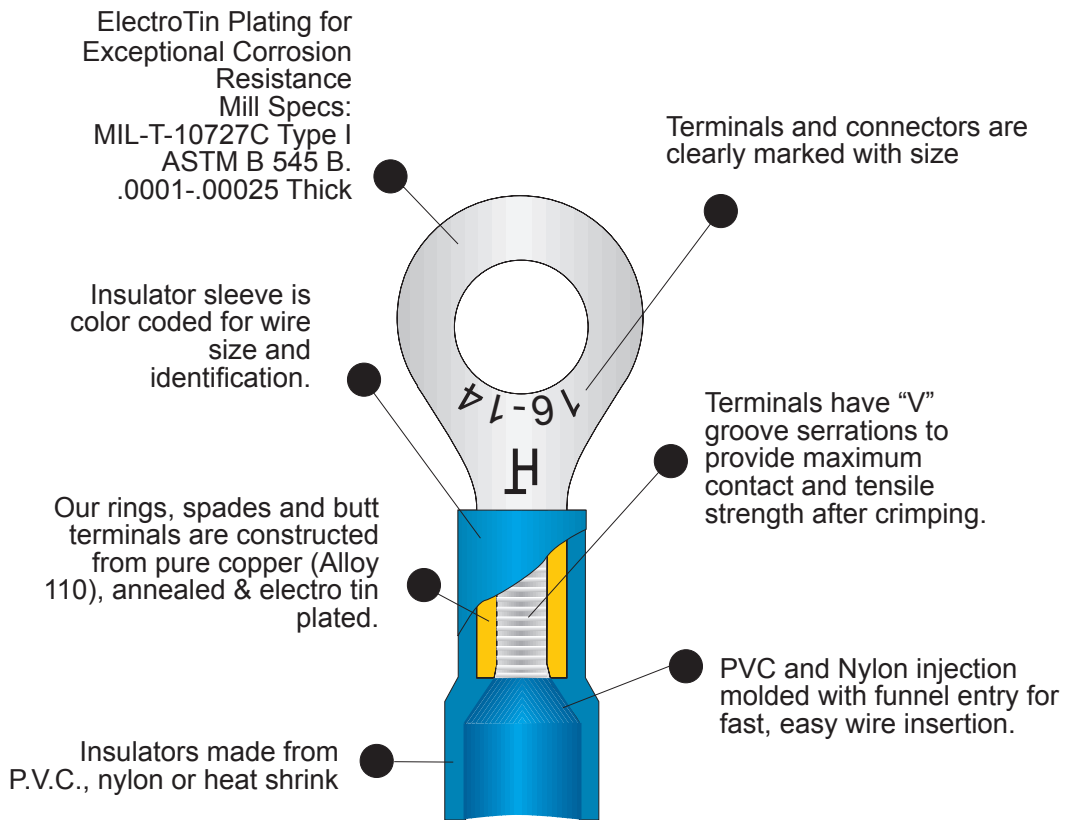 ElectroTin Plating for
Exceptional Corrosion
Resistance
Mill Specs:
MIL-T-10727C Type I
ASTM B 545 B.
.0001-.00025 Thick
Terminals and connectors are
clearly marked with size
Insulator sleeve is
color coded for wire
size and
identification.
16-14
H
Terminals have “V”
groove serrations to
provide maximum
contact and tensile
strength after crimping.
Our rings, spades and butt
terminals are constructed
from pure copper (Alloy
110), annealed & electro tin
plated.
PVC and Nylon injection
molded with funnel entry for
fast, easy wire insertion.
Insulators made from
P.V.C., nylon or heat shrink